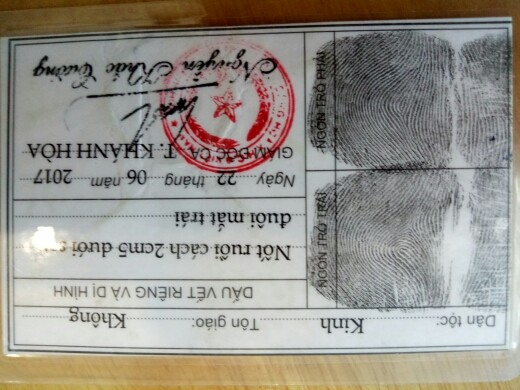 Dân tộc: Kinh Tôn giáo: Không
NGÓN TRỎ TRÁI
NGÓN TRỎ PHẢI
DẤU VẾT RIÊNG VÀ DỊ HÌNH
Nốt ruồi cách 2cm5 dưới
đuôi mắt trái
Ngày 22 tháng 06 năm 2017
GIÁM ĐỐC CA T. KHÁNH HÒA
Nguyễn Khắc Cường